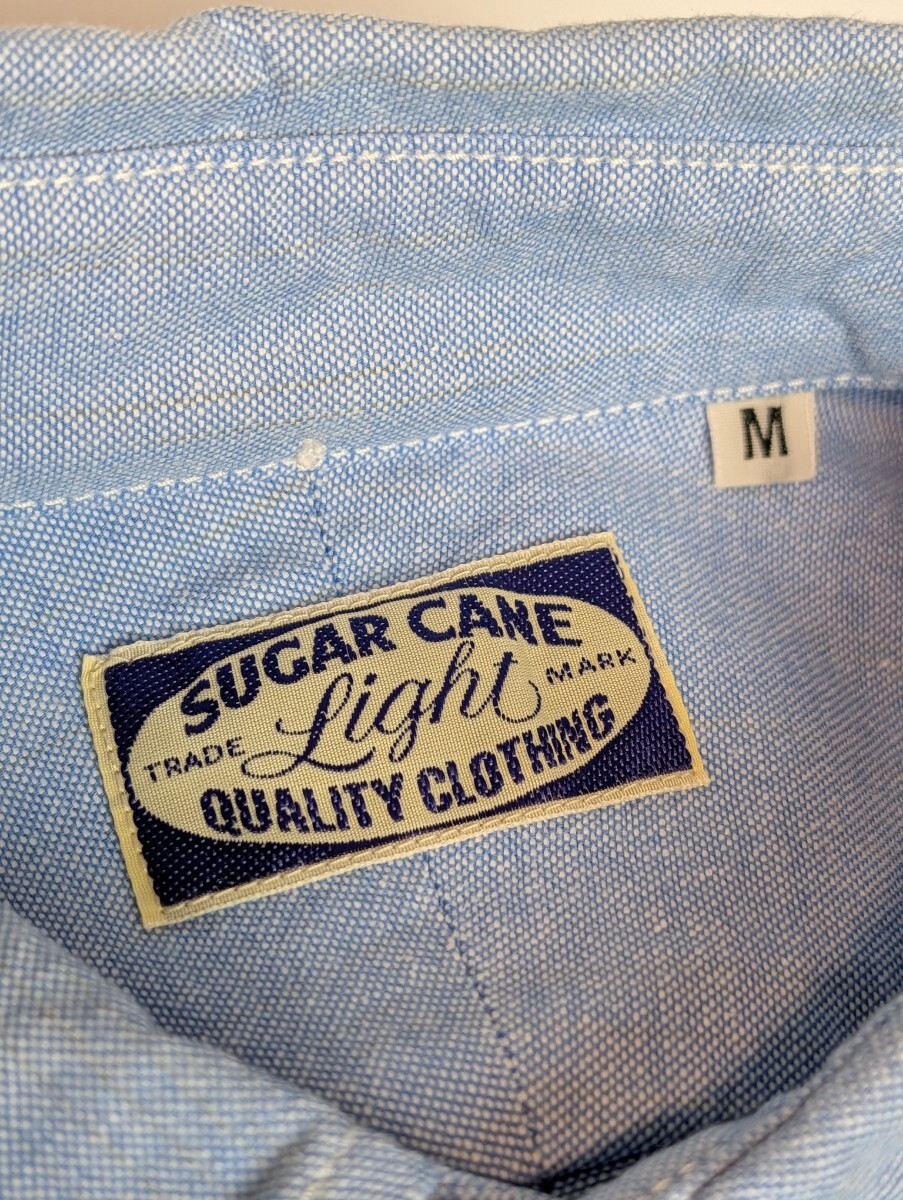 M
SUGAR CANE
Light
TRADE MARK
QUALITY CLOTHING